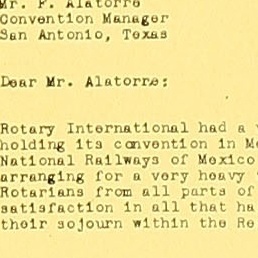 Mr. F. Alatorre
Convention Manager
San Antonio, Texas
Dear Mr. Alatorre:
Rotary International had a
holding its convention in M
National Railways of Mexico
arranging for a very heavy
Rotarians from all parts of
satisfaction in all that ha
their sojourn within the Re